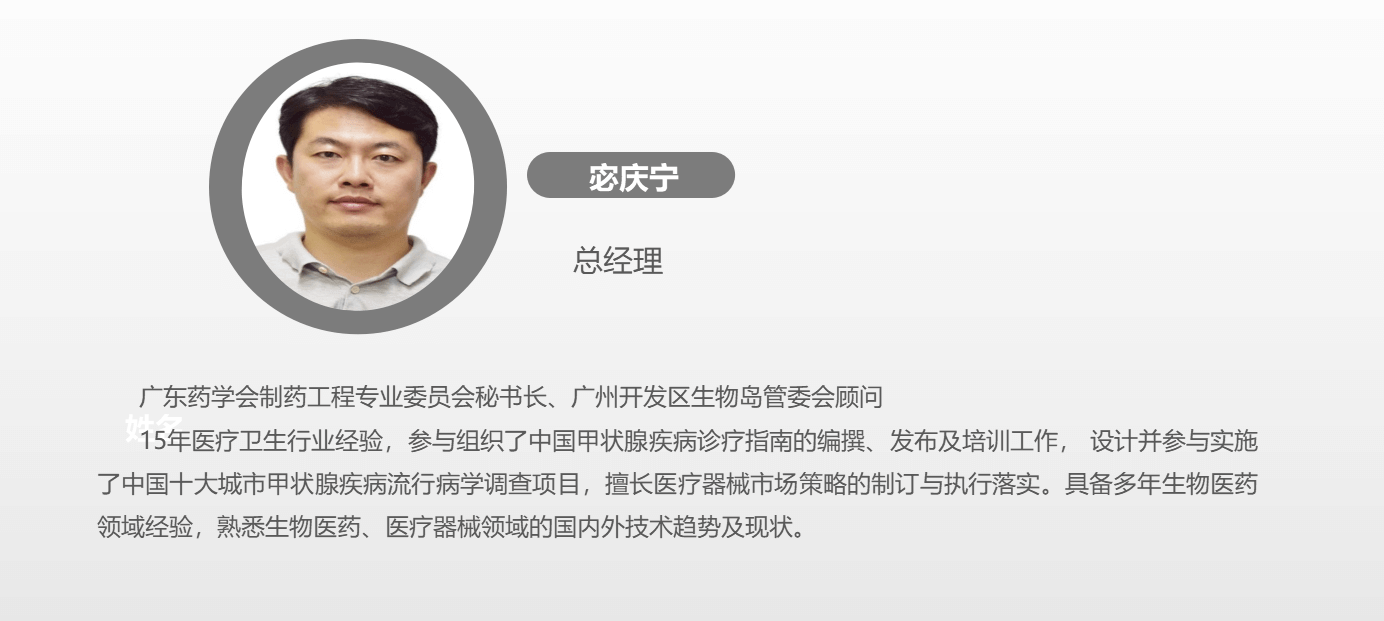 宓庆宁
总经理
广东药学会制药工程专业委员会秘书长、广州开发区生物岛管委会顾问
姓名
15年医疗卫生行业经验，参与组织了中国甲状腺疾病诊疗指南的编撰、发布及培训工作， 设计并参与实施
了中国十大城市甲状腺疾病流行病学调查项目，擅长医疗器械市场策略的制订与执行落实。具备多年生物医药
领域经验，熟悉生物医药、医疗器械领域的国内外技术趋势及现状。